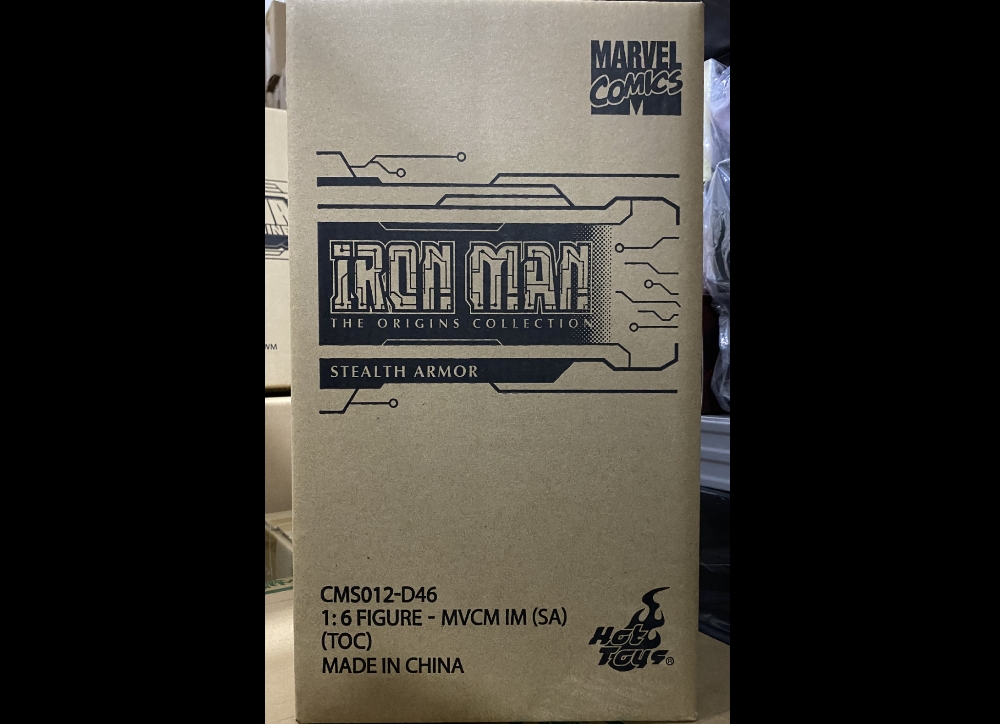 MARVEL
COMICS
IRON MAN
THE ORIGINS COLLECTION
STEALTH ARMOR
CMS012-D46
1:6 FIGURE - MVCM IM (SA)
(TOC)
MADE IN CHINA
Hot
Toys®